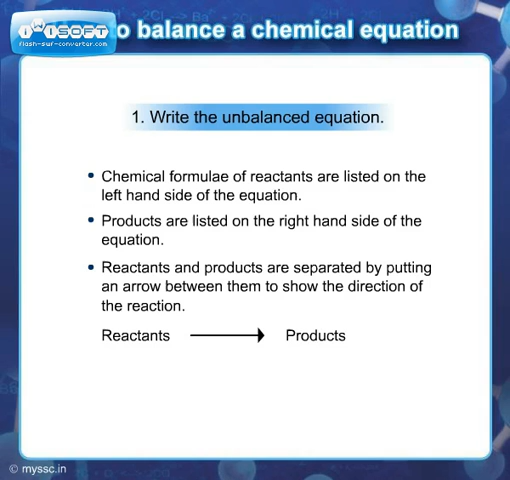 to balance a chemical equation
iWiSOFT
flash-swf-converter.com
1. Write the unbalanced equation.
• Chemical formulae of reactants are listed on the
left hand side of the equation.
• Products are listed on the right hand side of the
equation.
• Reactants and products are separated by putting
an arrow between them to show the direction of
the reaction.
Reactants ⟶ Products
© myssc.in